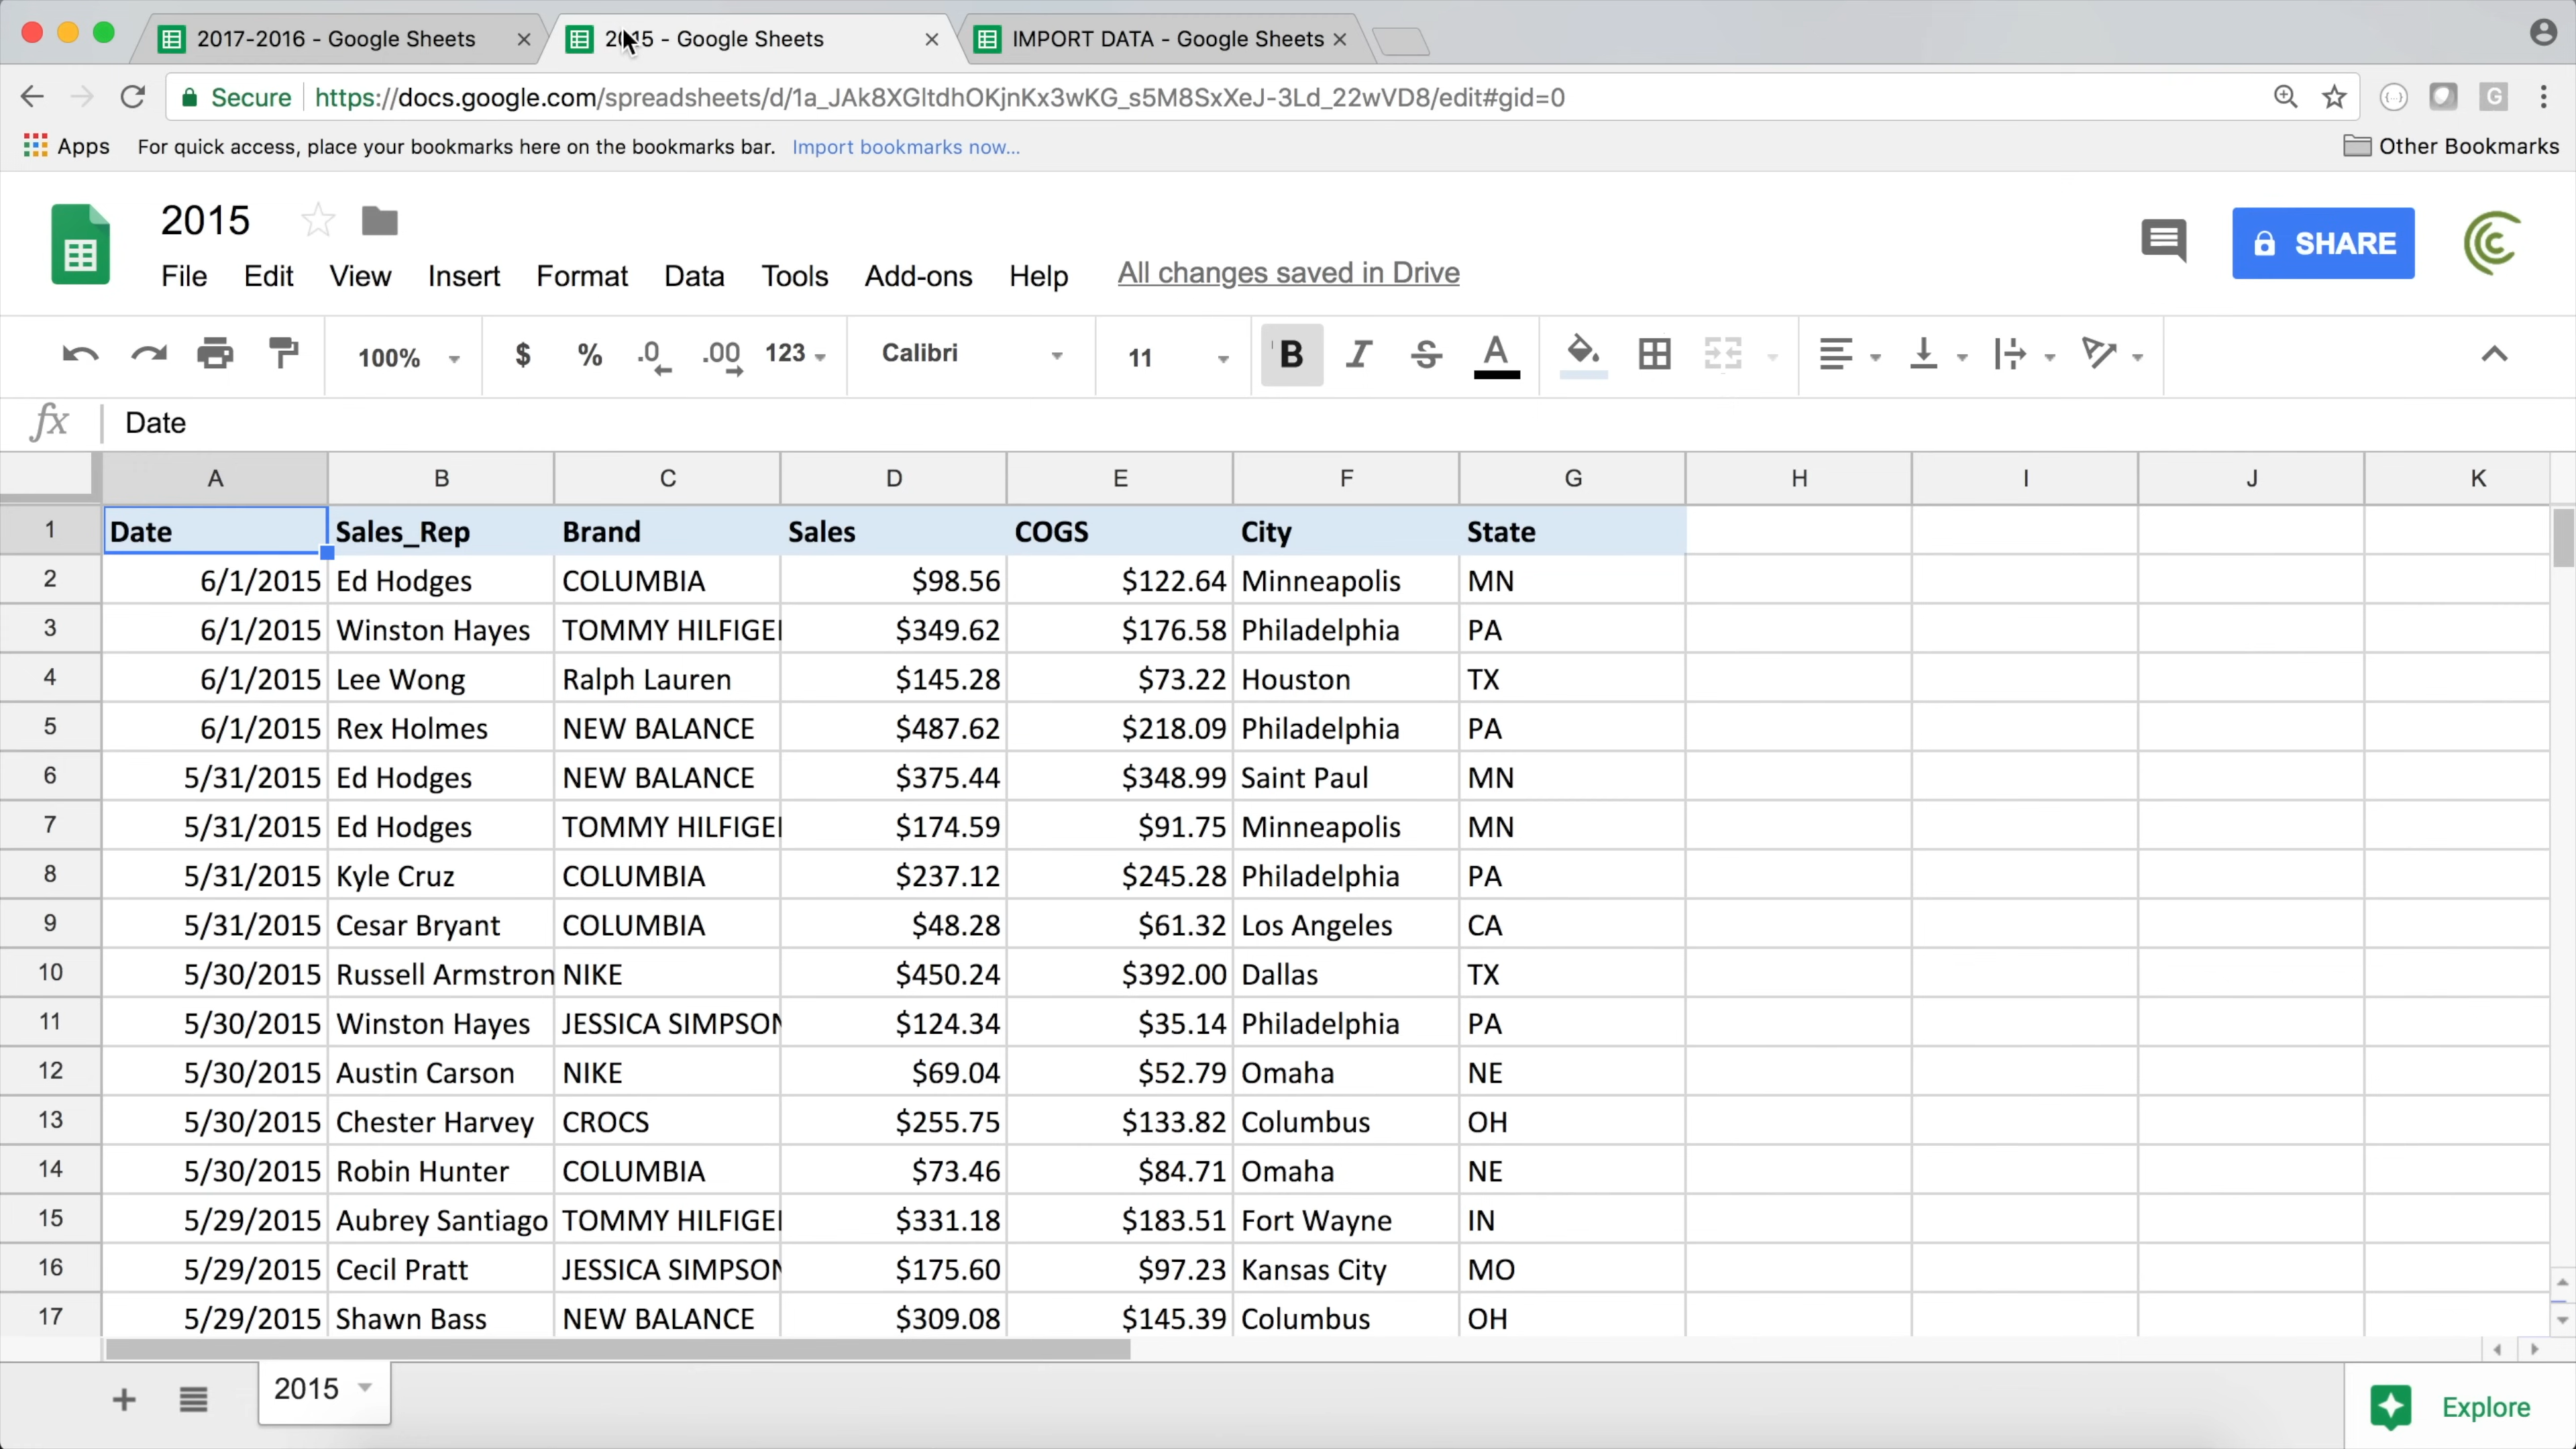 2017-2016 - Google Sheets
2015 - Google Sheets
IMPORT DATA - Google Sheets
Secure https://docs.google.com/spreadsheets/d/1a_JAk8XGltdhOKjnKx3wKG_s5M8SxXeJ-3Ld_22wVD8/edit#gid=0
Apps For quick access, place your bookmarks here on the bookmarks bar. Import bookmarks now... Other Bookmarks
2015
SHARE
File Edit View Insert Format Data Tools Add-ons Help All changes saved in Drive
100% $ % .0 .00 123 Calibri 11 B I S A
fx Date
A B C D E F G H I J K
1 Date Sales_Rep Brand Sales COGS City State
2 6/1/2015 Ed Hodges COLUMBIA $98.56 $122.64 Minneapolis MN
3 6/1/2015 Winston Hayes TOMMY HILFIGE $349.62 $176.58 Philadelphia PA
4 6/1/2015 Lee Wong Ralph Lauren $145.28 $73.22 Houston TX
5 6/1/2015 Rex Holmes NEW BALANCE $487.62 $218.09 Philadelphia PA
6 5/31/2015 Ed Hodges NEW BALANCE $375.44 $348.99 Saint Paul MN
7 5/31/2015 Ed Hodges TOMMY HILFIGE $174.59 $91.75 Minneapolis MN
8 5/31/2015 Kyle Cruz COLUMBIA $237.12 $245.28 Philadelphia PA
9 5/31/2015 Cesar Bryant COLUMBIA $48.28 $61.32 Los Angeles CA
10 5/30/2015 Russell Armstron NIKE $450.24 $392.00 Dallas TX
11 5/30/2015 Winston Hayes JESSICA SIMPSON $124.34 $35.14 Philadelphia PA
12 5/30/2015 Austin Carson NIKE $69.04 $52.79 Omaha NE
13 5/30/2015 Chester Harvey CROCS $255.75 $133.82 Columbus OH
14 5/30/2015 Robin Hunter COLUMBIA $73.46 $84.71 Omaha NE
15 5/29/2015 Aubrey Santiago TOMMY HILFIGE $331.18 $183.51 Fort Wayne IN
16 5/29/2015 Cecil Pratt JESSICA SIMPSON $175.60 $97.23 Kansas City MO
17 5/29/2015 Shawn Bass NEW BALANCE $309.08 $145.39 Columbus OH
2015
Explore